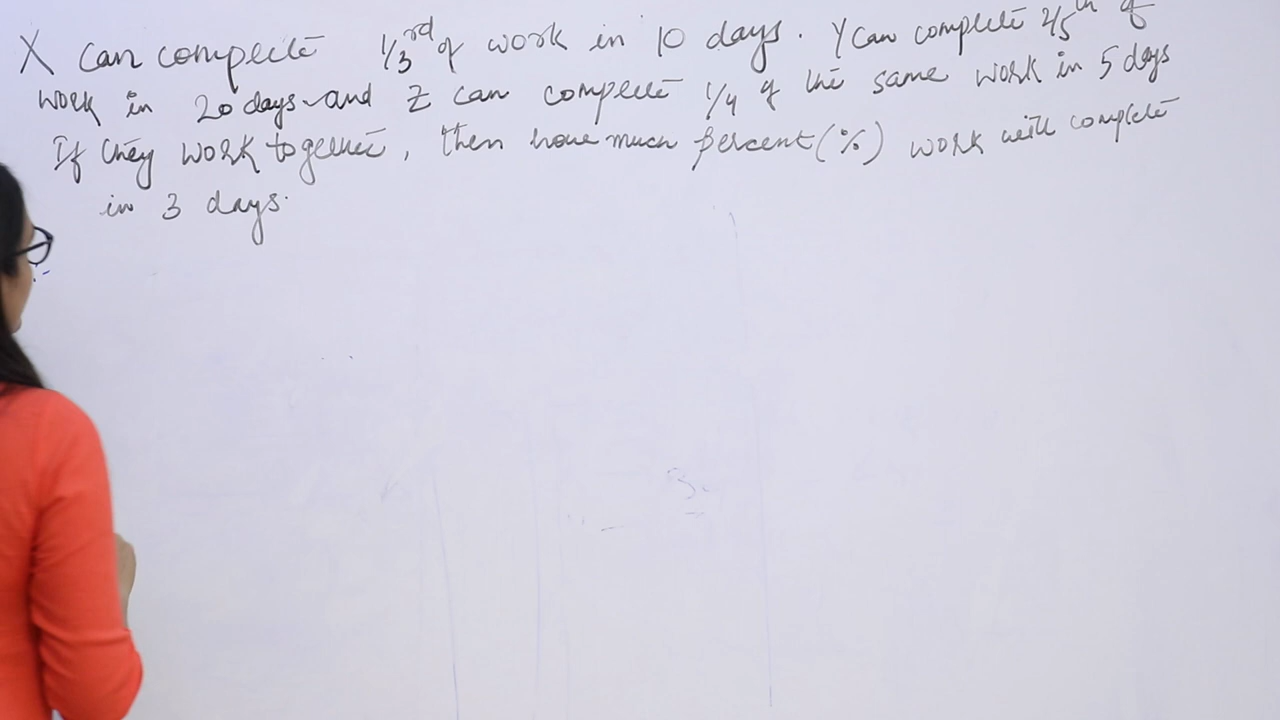 X can complete 1/3rd of work in 10 days. Y can complete 2/5th of
work in 20 days and Z can complete 1/4 of the same work in 5 days
If they work together, then how much percent (%) work will complete
in 3 days.